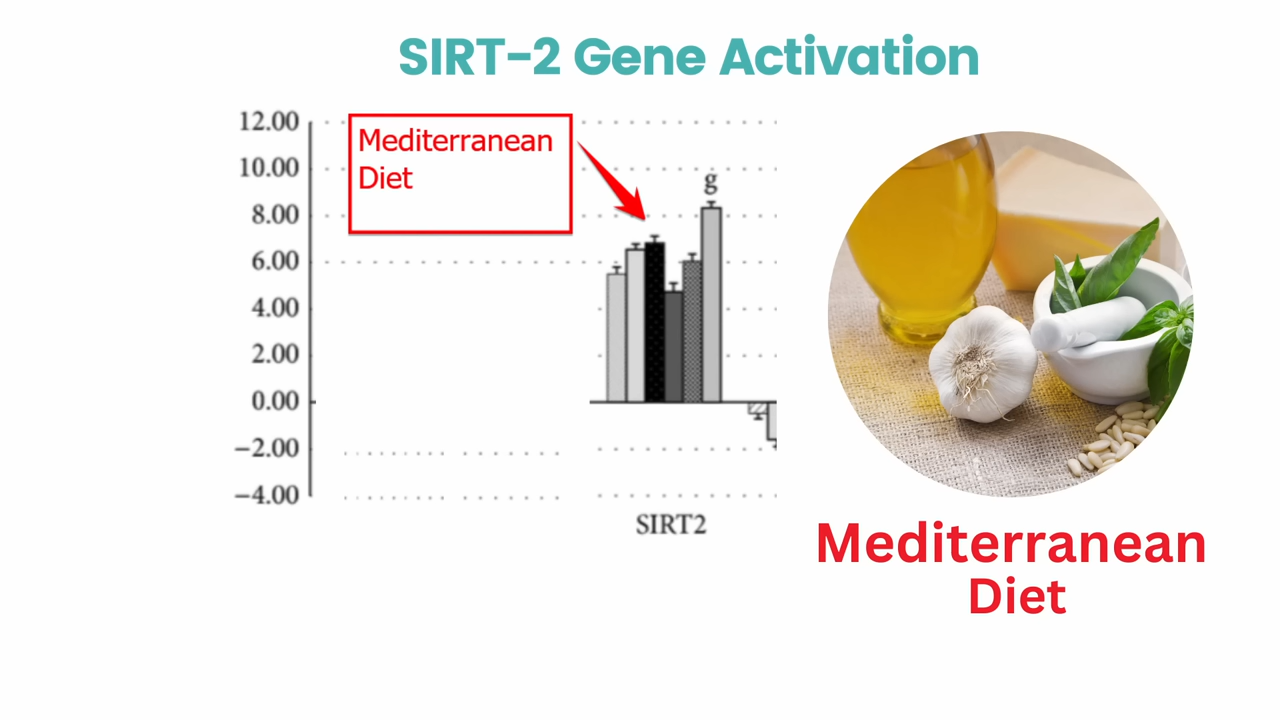 SIRT-2 Gene Activation
12.00
10.00
8.00
6.00
4.00
2.00
0.00
−2.00
−4.00
Mediterranean
Diet
g
SIRT2
Mediterranean
Diet